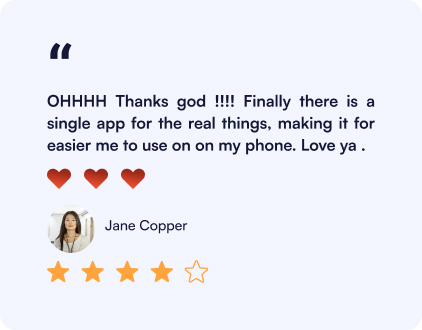 “
OHHHH Thanks god !!!! Finally there is a
single app for the real things, making it for
easier me to use on on my phone. Love ya .
Jane Copper